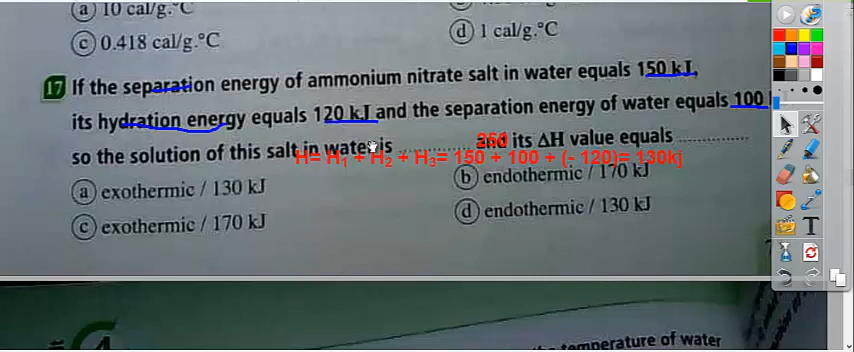 a 10 cal/g.°C
c 0.418 cal/g.°C
d 1 cal/g.°C
17 If the separation energy of ammonium nitrate salt in water equals 150 kJ,
its hydration energy equals 120 kJ and the separation energy of water equals 100
so the solution of this salt in water is ............ and its ΔH value equals ............
250
H= H1 + H2 + H3= 150 + 100 + (- 120)= 130kj
a exothermic / 130 kJ
b endothermic / 170 kJ
c exothermic / 170 kJ
d endothermic / 130 kJ
temperature of water
T